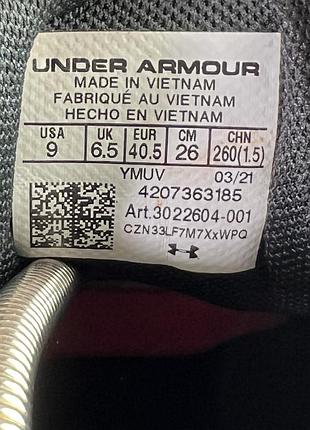 UNDER ARMOUR
MADE IN VIETNAM
FABRIQUÉ AU VIETNAM
HECHO EN VIETNAM
USA UK EUR CM CHN
9 6.5 40.5 26 260(1.5)
YMUV 03/21
4207363185
Art.3022604-001
CZN33LF7M7XxWPQ